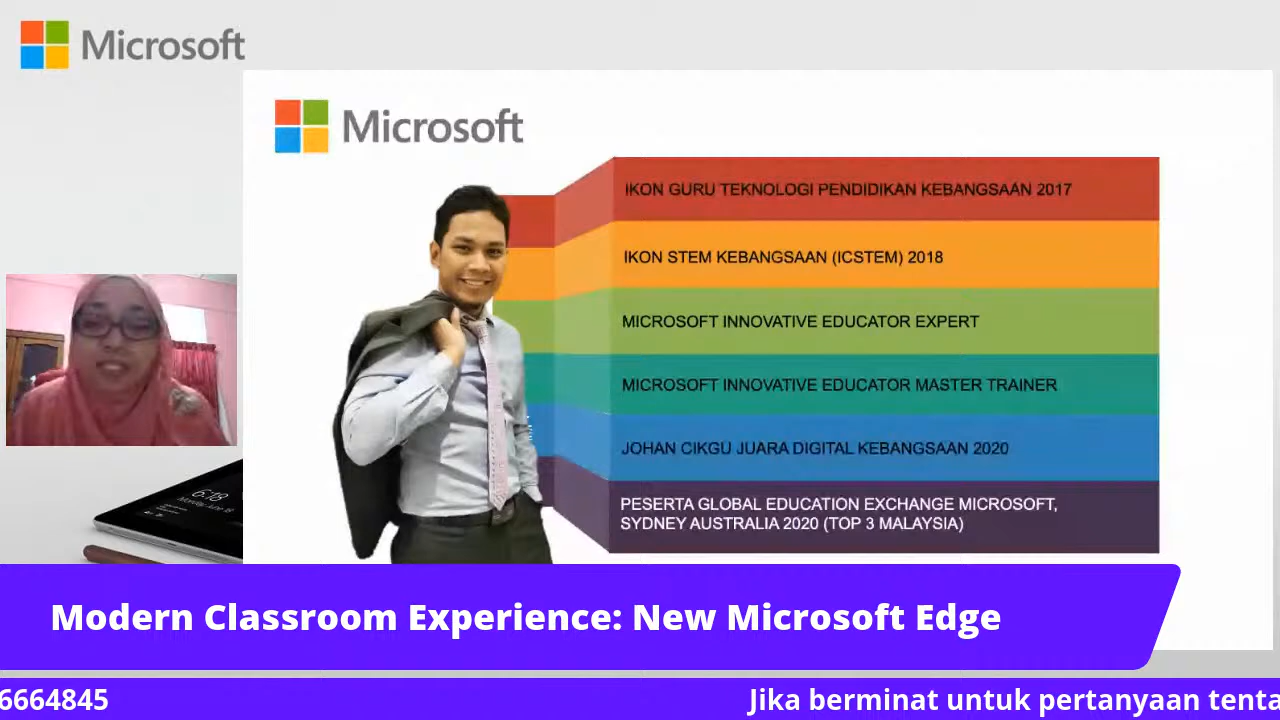 Microsoft
Microsoft
IKON GURU TEKNOLOGI PENDIDIKAN KEBANGSAAN 2017
IKON STEM KEBANGSAAN (ICSTEM) 2018
MICROSOFT INNOVATIVE EDUCATOR EXPERT
MICROSOFT INNOVATIVE EDUCATOR MASTER TRAINER
JOHAN CIKGU JUARA DIGITAL KEBANGSAAN 2020
PESERTA GLOBAL EDUCATION EXCHANGE MICROSOFT,
SYDNEY AUSTRALIA 2020 (TOP 3 MALAYSIA)
6:18
Modern Classroom Experience: New Microsoft Edge
6664845
Jika berminat untuk pertanyaan tenta